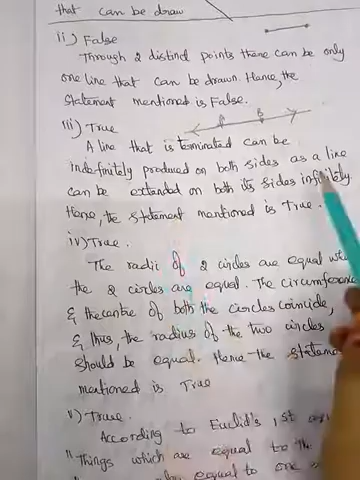 that can be draw
ii) False
Through 2 distinct points there can be only
one line that can be drawn. Hence, the
statement mentioned is False.
iii) True
A line that is terminated can be
indefinitely produced on both sides as a line
can be extended on both its sides infinitely.
Hence, the statement mentioned is True.
iv) True.
The radii of 2 circles are equal
the 2 circles are equal. The circumference
& the centre of both the circles coincide,
& thus, the radius of the two circles
should be equal. Hence the
mentioned is True
v) True.
According to Euclid's 1st
"Things which are equal to the
equal to one